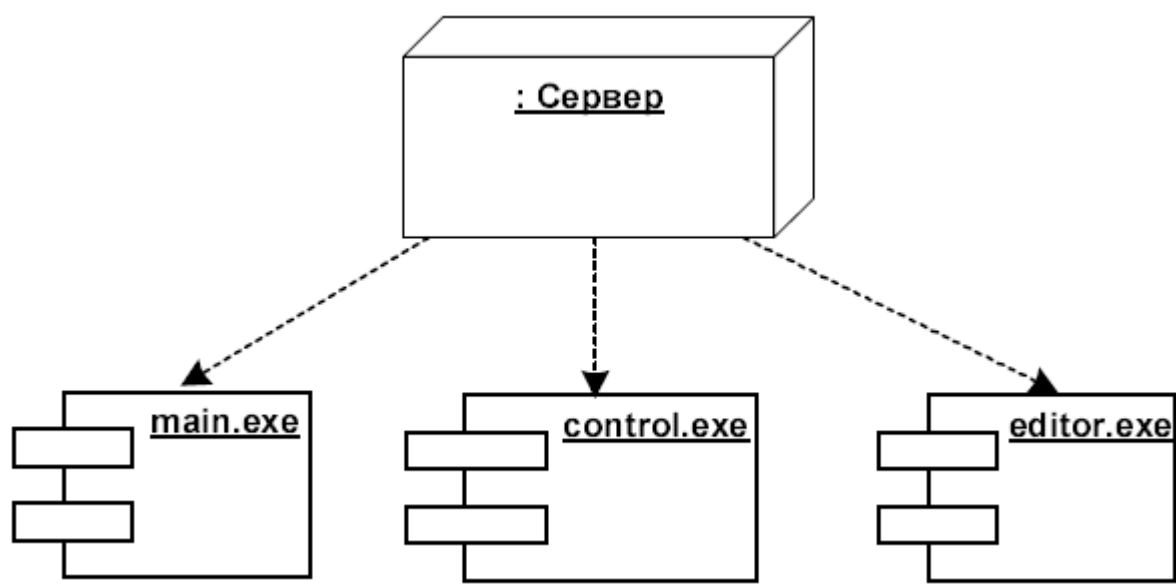 : Сервер
main.exe
control.exe
editor.exe